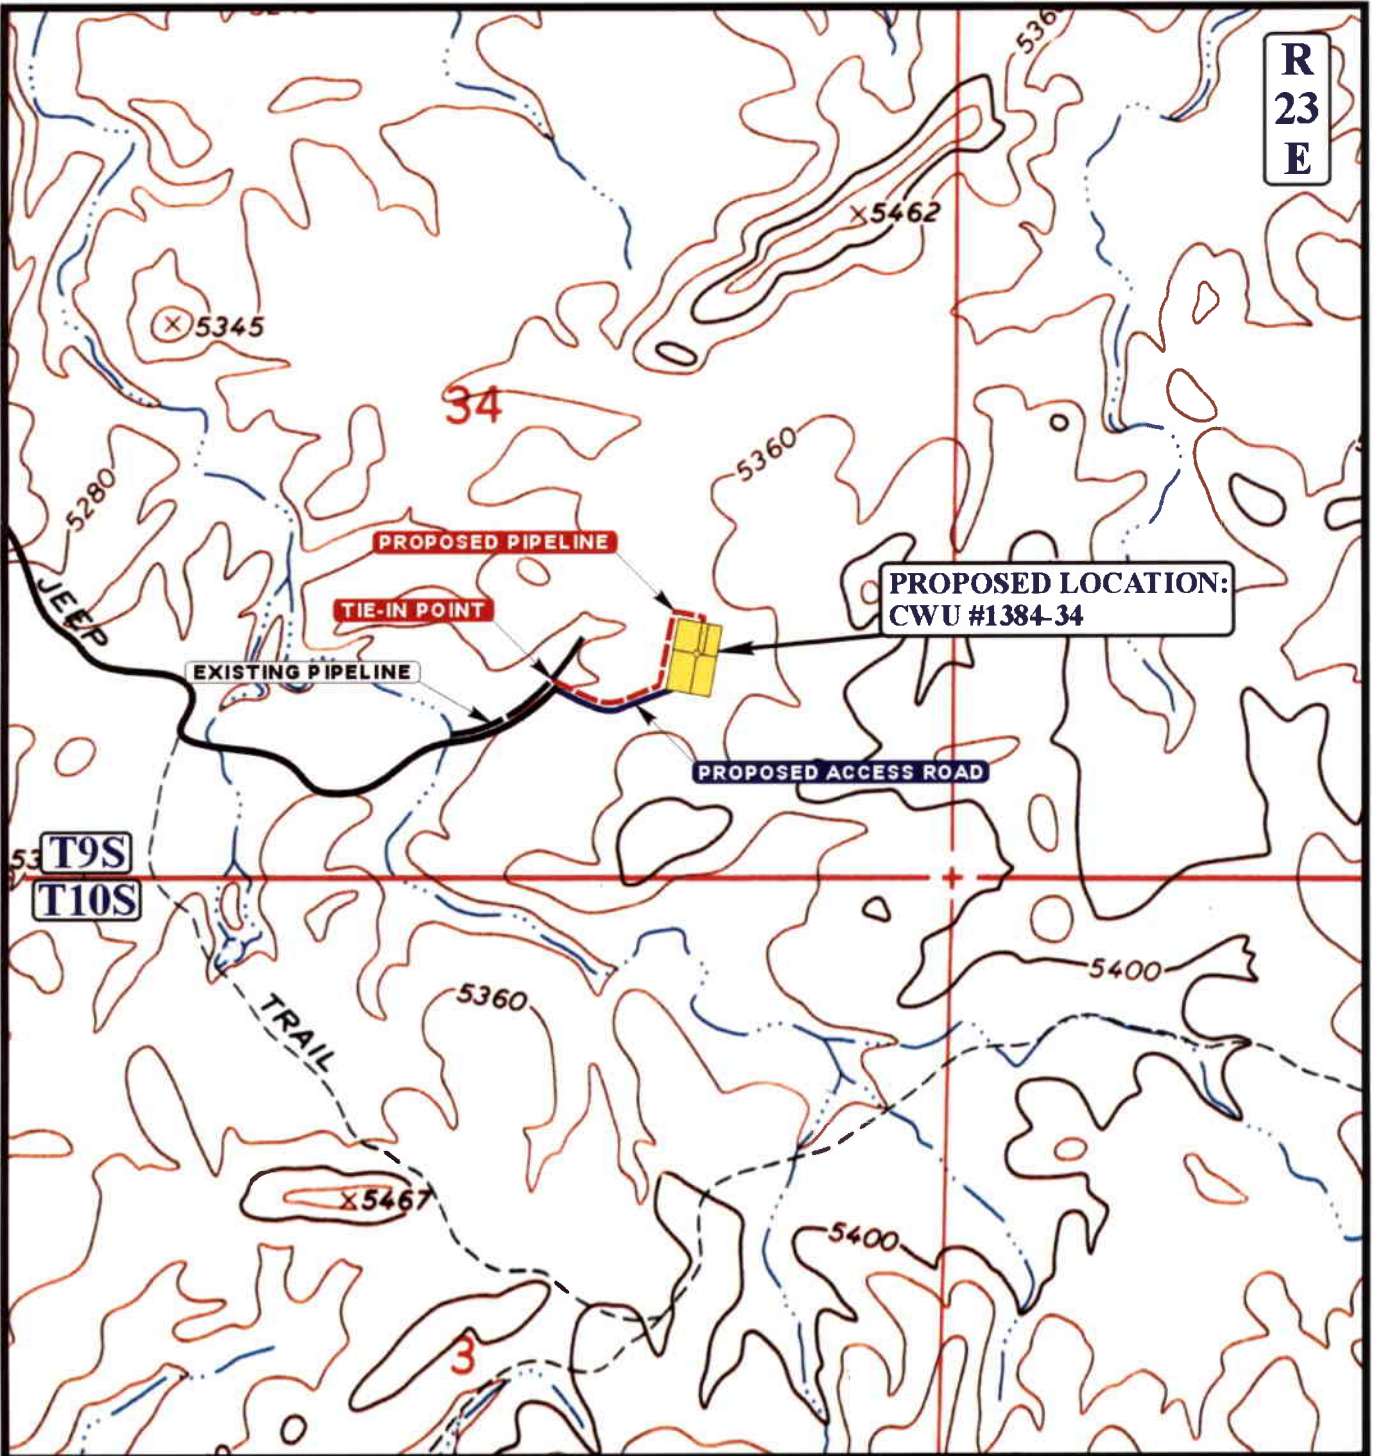 5360
R
23
E
5462
5345
34
5360
5280
PROPOSED PIPELINE
PROPOSED LOCATION:
CWU #1384-34
JEEP
TIE-IN POINT
EXISTING PIPELINE
PROPOSED ACCESS ROAD
T9S
T10S
5400
5360
TRAIL
5467
5400
3